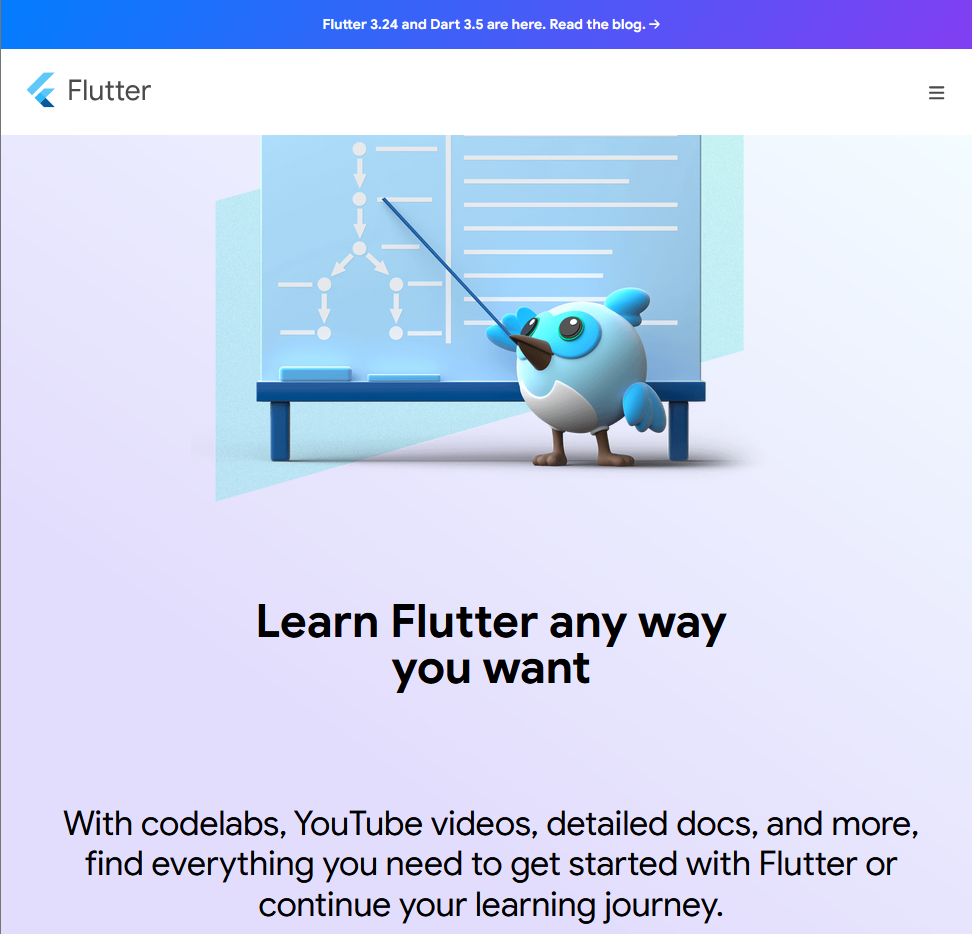 Flutter 3.24 and Dart 3.5 are here. Read the blog. →
Flutter
Learn Flutter any way
you want
With codelabs, YouTube videos, detailed docs, and more,
find everything you need to get started with Flutter or
continue your learning journey.